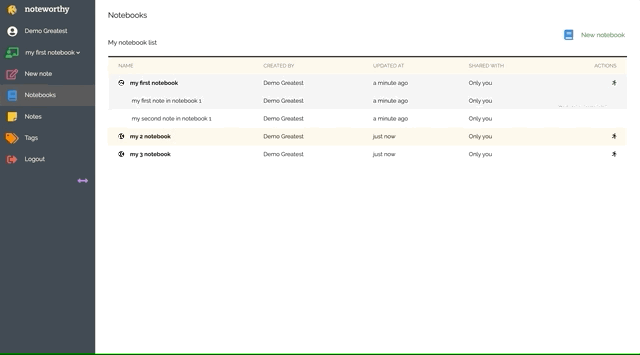 noteworthy
Demo Greatest
my first notebook
New note
Notebooks
Notes
Tags
Logout
Notebooks
New notebook
My notebook list
NAME CREATED BY UPDATED AT SHARED WITH ACTIONS
my first notebook Demo Greatest a minute ago Only you
my first note in notebook 1 Demo Greatest a minute ago Only you
my second note in notebook 1 Demo Greatest a minute ago Only you
my 2 notebook Demo Greatest just now Only you
my 3 notebook Demo Greatest just now Only you